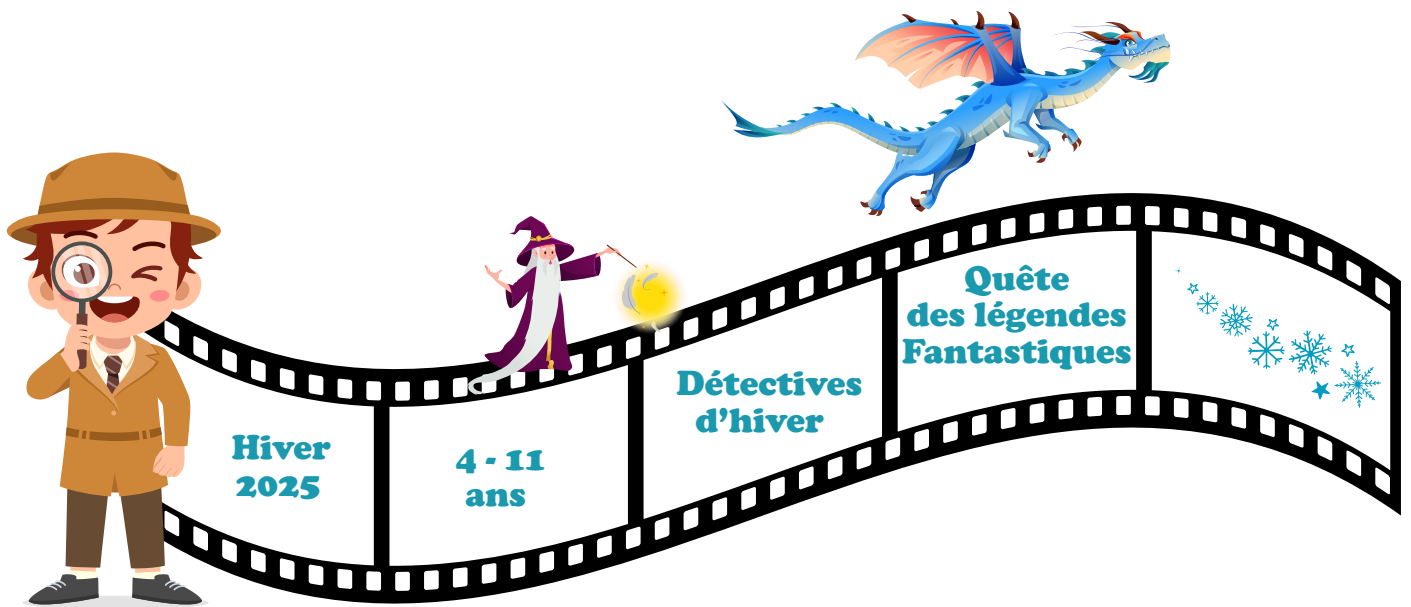 Hiver
2025
4 - 11
ans
Détectives
d'hiver
Quête
des légendes
Fantastiques